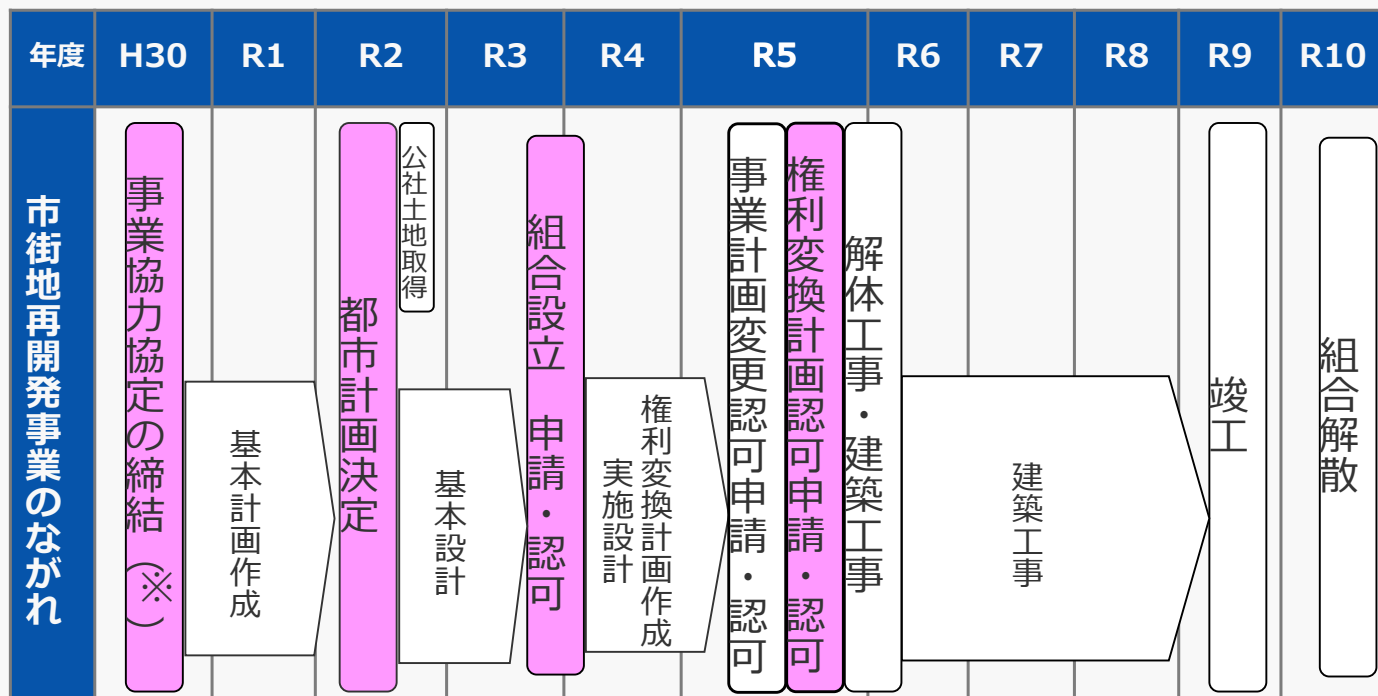 年度 H30 R1 R2 R3 R4 R5 R6 R7 R8 R9 R10
市街地再開発事業のながれ
事業協力協定の締結（※）
基本計画作成
都市計画決定
公社土地取得
基本設計
組合設立　申請・認可
権利変換計画作成
実施設計
事業計画変更認可申請・認可
権利変換計画認可申請・認可
解体工事・建築工事
建築工事
竣工
組合解散